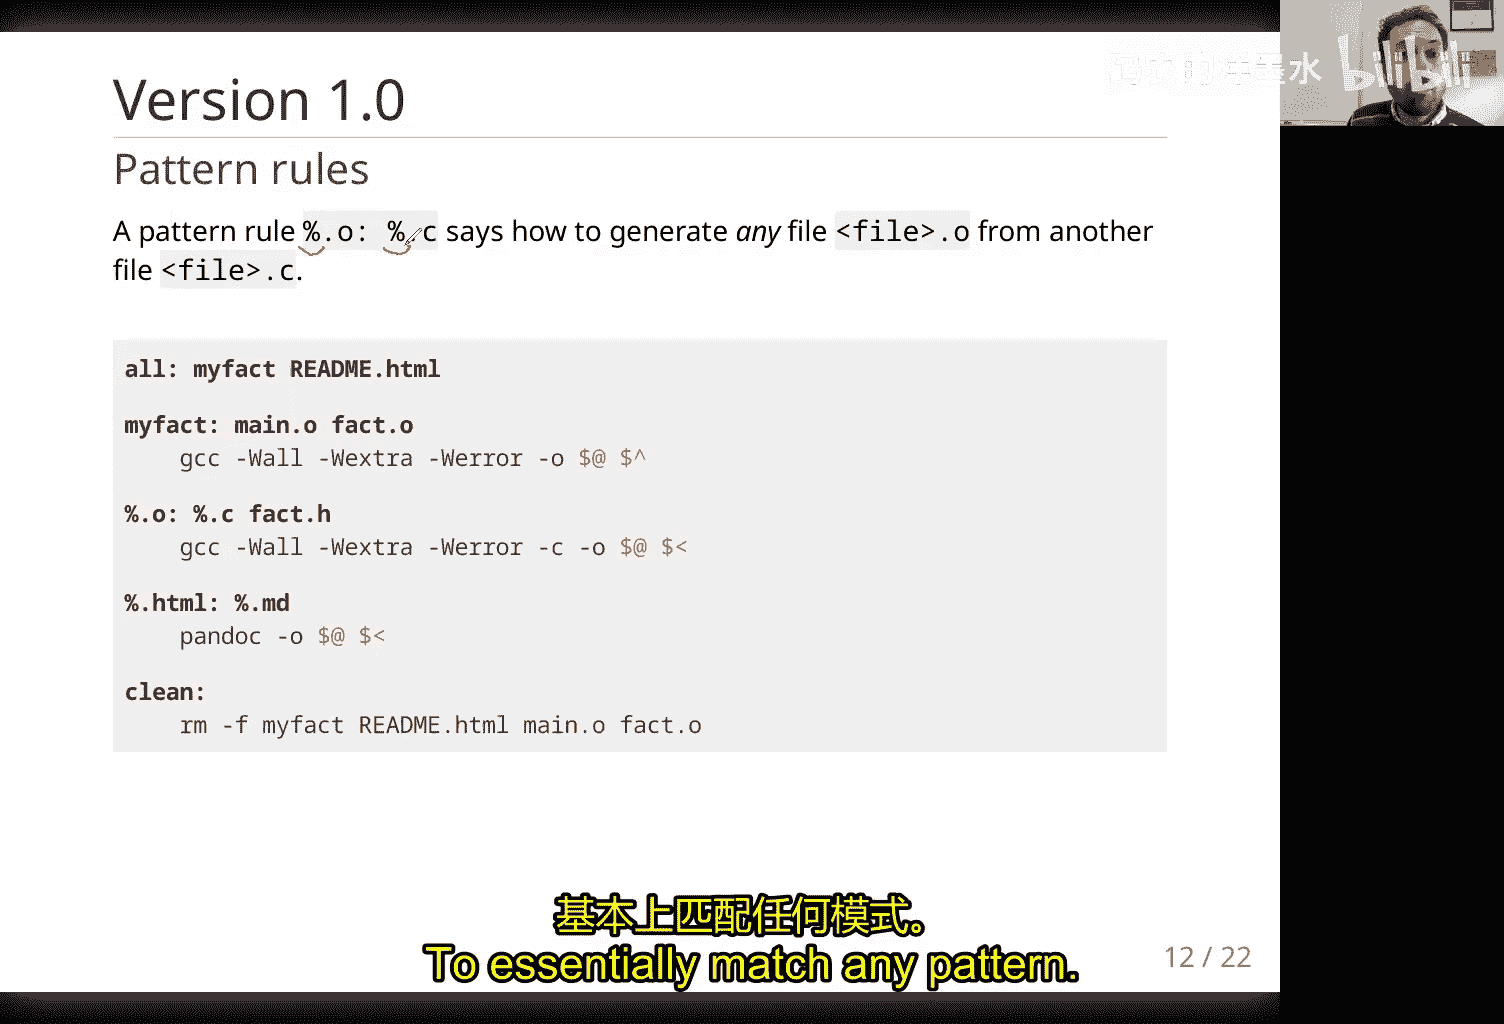 Version 1.0
Pattern rules
A pattern rule %.o: %.c says how to generate any file <file>.o from another
file <file>.c.
all: myfact README.html
myfact: main.o fact.o
gcc -Wall -Wextra -Werror -o $@ $^
%.o: %.c fact.h
gcc -Wall -Wextra -Werror -c -o $@ $<
%.html: %.md
pandoc -o $@ $<
clean:
rm -f myfact README.html main.o fact.o
基本上匹配任何模式。
To essentially match any pattern.
12 / 22
bilibili